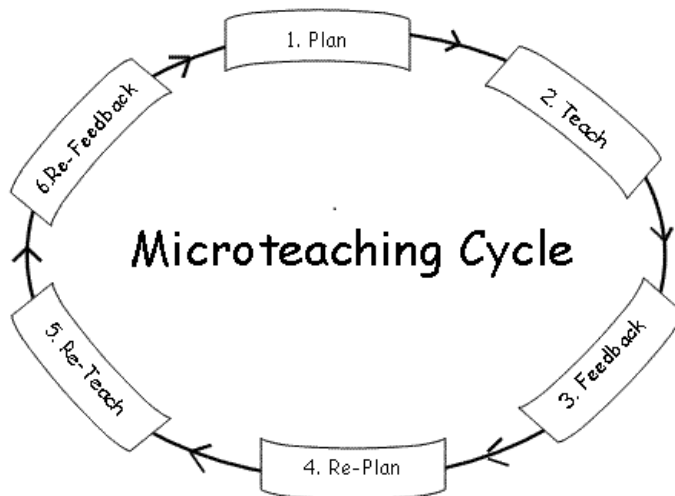 1. Plan
2. Teach
3. Feedback
4. Re-Plan
5. Re-Teach
6.Re-Feedback
Microteaching Cycle